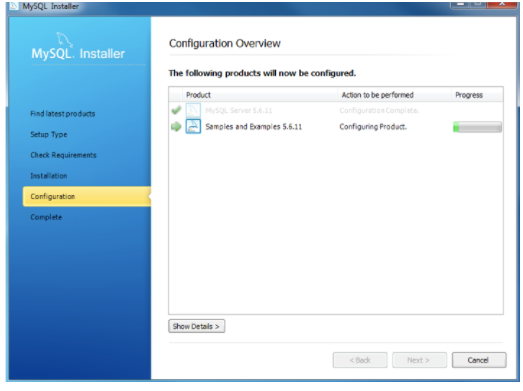 MySQL Installer
MySQL. Installer
Configuration Overview
The following products will now be configured.
Product Action to be performed Progress
MySQL Server 5.6.11 Configuration Complete.
Samples and Examples 5.6.11 Configuring Product.
Find latest products
Setup Type
Check Requirements
Installation
Configuration
Complete
Show Details >
< Back Next > Cancel